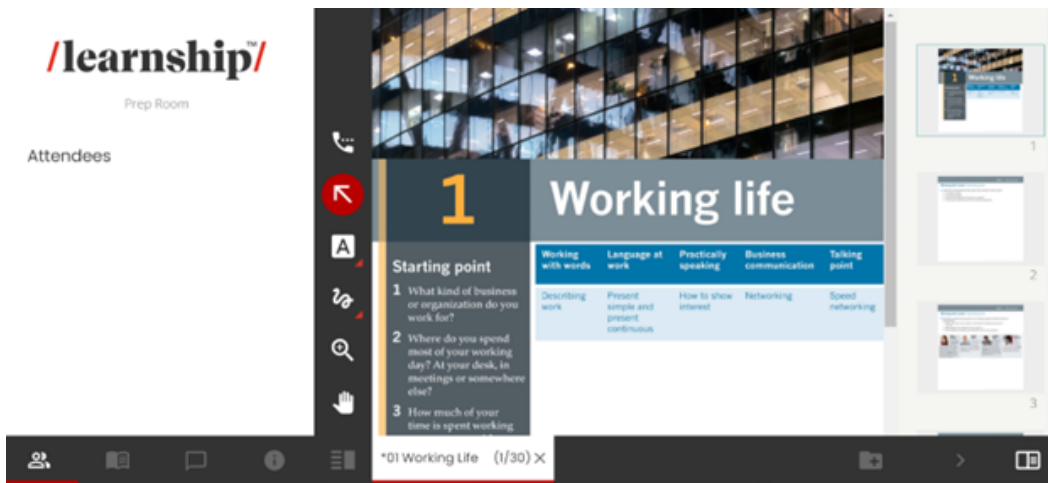 /learnship™/
Prep Room
Attendees
A
1
Working life
Starting point
1 What kind of business
or organization do you
work for?
2 Where do you spend
most of your working
day? At your desk, in
meetings or somewhere
else?
3 How much of your
time is spent working
Working
with words
Language at
work
Practically
speaking
Business
communication
Talking
point
Describing
work
Present
simple and
present
continuous
How to show
interest
Networking
Speed
networking
1
Working life
1
2
3
*01 Working Life (1/30) ×